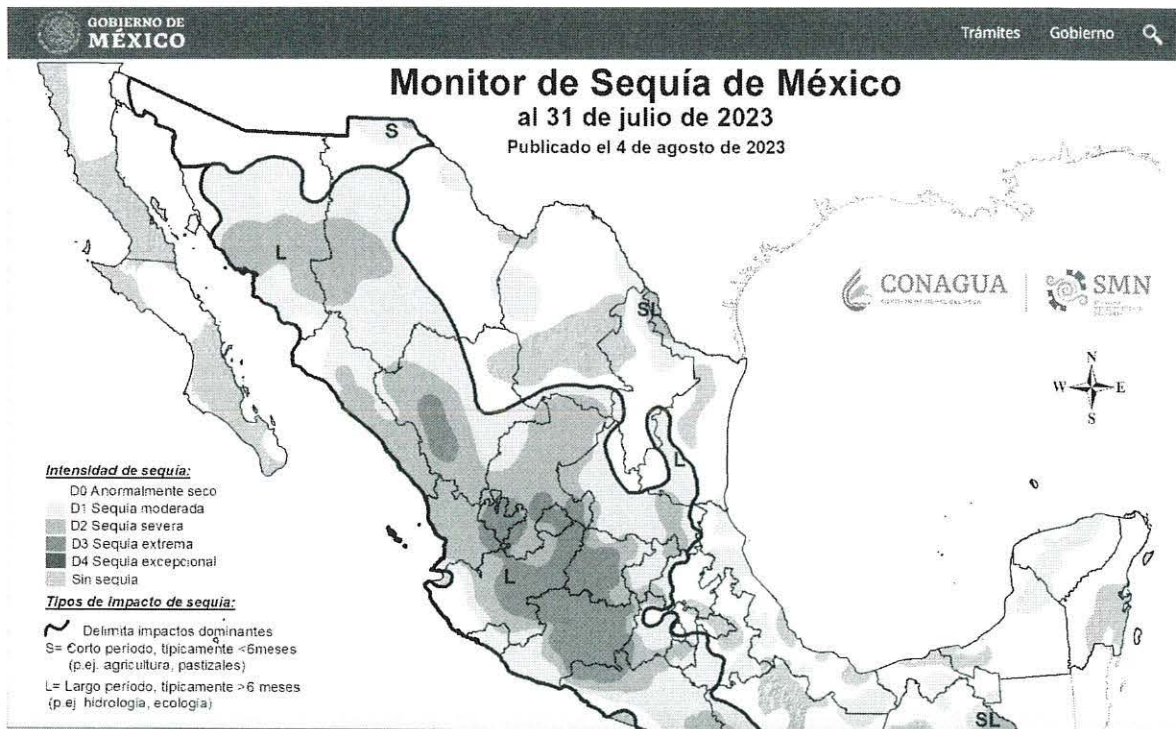 GOBIERNO DE
MÉXICO
Trámites Gobierno
Monitor de Sequía de México
al 31 de julio de 2023
Publicado el 4 de agosto de 2023
S
L
SL
CONAGUA
SMN
N
W E
S
L
L
Intensidad de sequía:
D0 Anormalmente seco
D1 Sequía moderada
D2 Sequía severa
D3 Sequía extrema
D4 Sequía excepcional
Sin sequía
Tipos de impacto de sequía:
Delimita impactos dominantes
S= Corto periodo, típicamente <6meses
(p.ej. agricultura, pastizales)
L= Largo periodo, típicamente >6 meses
(p.ej hidrología, ecología)
SL